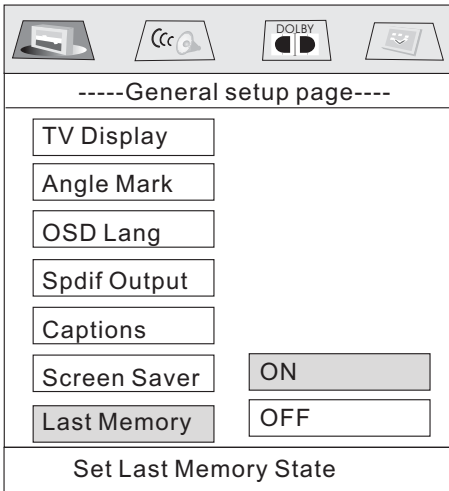 DOLBY
-----General setup page----
TV Display
Angle Mark
OSD Lang
Spdif Output
Captions
Screen Saver
ON
Last Memory
OFF
Set Last Memory State